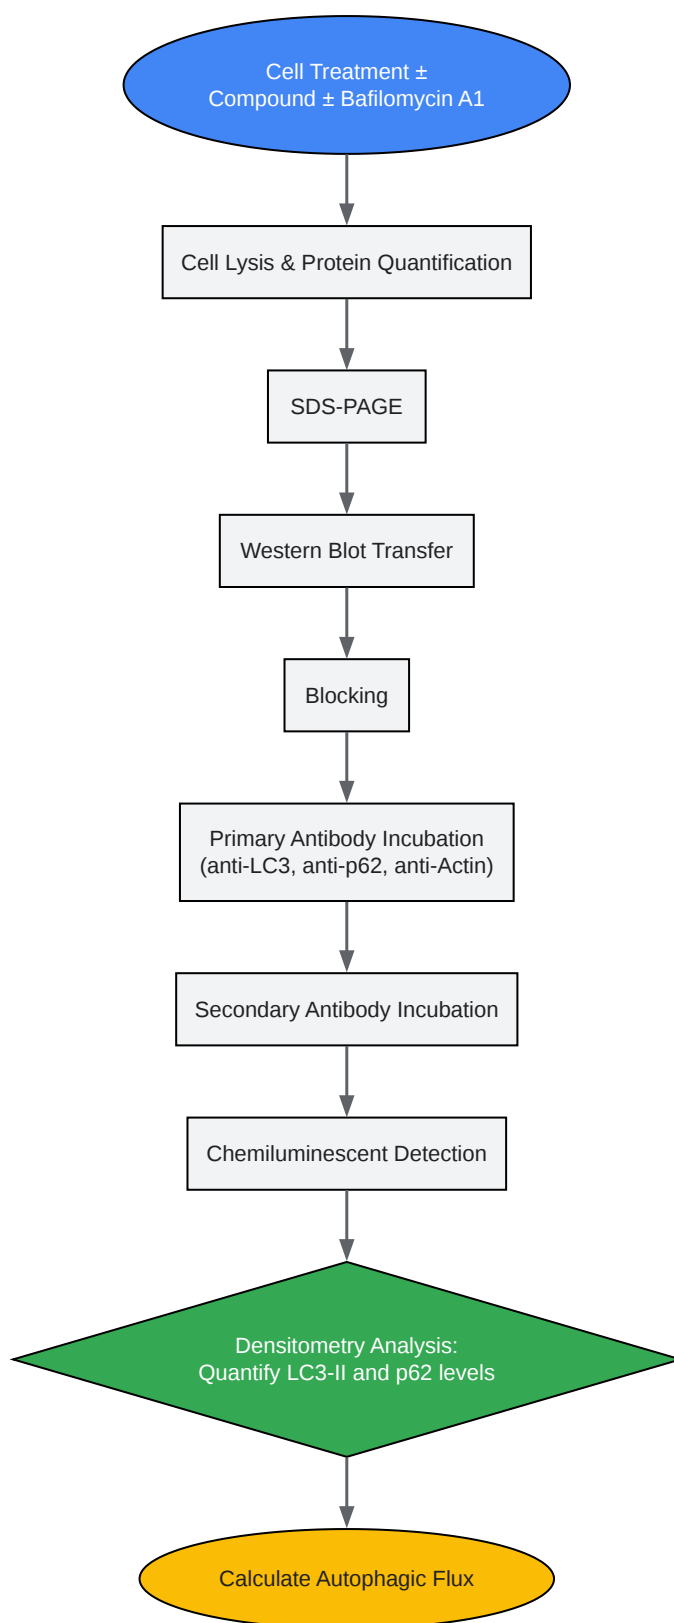 Cell Treatment ±
Compound ± Bafilomycin A1
Cell Lysis & Protein Quantification
SDS-PAGE
Western Blot Transfer
Blocking
Primary Antibody Incubation
(anti-LC3, anti-p62, anti-Actin)
Secondary Antibody Incubation
Chemiluminescent Detection
Densitometry Analysis:
Quantify LC3-II and p62 levels
Calculate Autophagic Flux